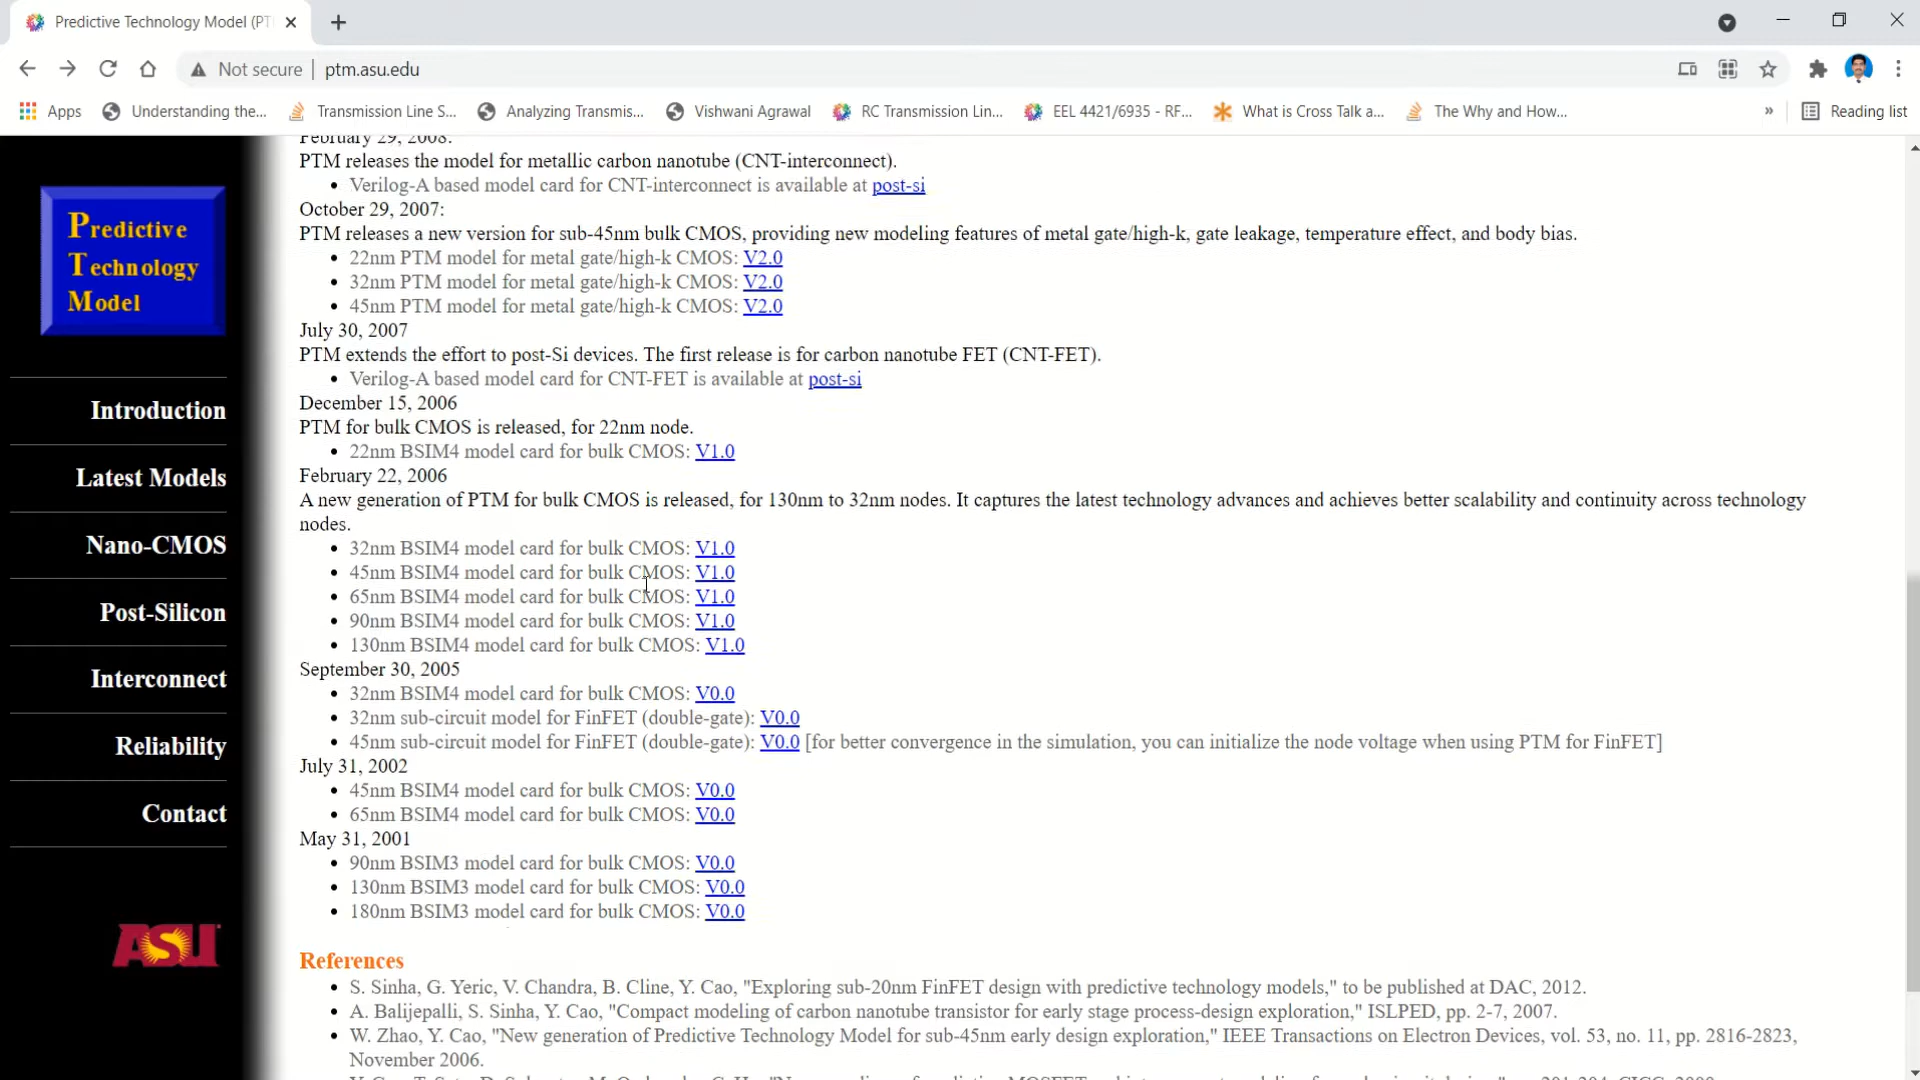 Predictive Technology Model (PT
Not secure
ptm.asu.edu
Apps
Understanding the...
Transmission Line S...
Analyzing Transmis...
Vishwani Agrawal
RC Transmission Lin...
EEL 4421/6935 - RF...
What is Cross Talk a...
The Why and How...
»
Reading list
Predictive
Technology
Model
Introduction
Latest Models
Nano-CMOS
Post-Silicon
Interconnect
Reliability
Contact
ASU
February 29, 2008:
PTM releases the model for metallic carbon nanotube (CNT-interconnect).
• Verilog-A based model card for CNT-interconnect is available at post-si
October 29, 2007:
PTM releases a new version for sub-45nm bulk CMOS, providing new modeling features of metal gate/high-k, gate leakage, temperature effect, and body bias.
• 22nm PTM model for metal gate/high-k CMOS: V2.0
• 32nm PTM model for metal gate/high-k CMOS: V2.0
• 45nm PTM model for metal gate/high-k CMOS: V2.0
July 30, 2007
PTM extends the effort to post-Si devices. The first release is for carbon nanotube FET (CNT-FET).
• Verilog-A based model card for CNT-FET is available at post-si
December 15, 2006
PTM for bulk CMOS is released, for 22nm node.
• 22nm BSIM4 model card for bulk CMOS: V1.0
February 22, 2006
A new generation of PTM for bulk CMOS is released, for 130nm to 32nm nodes. It captures the latest technology advances and achieves better scalability and continuity across technology
nodes.
• 32nm BSIM4 model card for bulk CMOS: V1.0
• 45nm BSIM4 model card for bulk CMOS: V1.0
• 65nm BSIM4 model card for bulk CMOS: V1.0
• 90nm BSIM4 model card for bulk CMOS: V1.0
• 130nm BSIM4 model card for bulk CMOS: V1.0
September 30, 2005
• 32nm BSIM4 model card for bulk CMOS: V0.0
• 32nm sub-circuit model for FinFET (double-gate): V0.0
• 45nm sub-circuit model for FinFET (double-gate): V0.0 [for better convergence in the simulation, you can initialize the node voltage when using PTM for FinFET]
July 31, 2002
• 45nm BSIM4 model card for bulk CMOS: V0.0
• 65nm BSIM4 model card for bulk CMOS: V0.0
May 31, 2001
• 90nm BSIM3 model card for bulk CMOS: V0.0
• 130nm BSIM3 model card for bulk CMOS: V0.0
• 180nm BSIM3 model card for bulk CMOS: V0.0
References
• S. Sinha, G. Yeric, V. Chandra, B. Cline, Y. Cao, "Exploring sub-20nm FinFET design with predictive technology models," to be published at DAC, 2012.
• A. Balijepalli, S. Sinha, Y. Cao, "Compact modeling of carbon nanotube transistor for early stage process-design exploration," ISLPED, pp. 2-7, 2007.
• W. Zhao, Y. Cao, "New generation of Predictive Technology Model for sub-45nm early design exploration," IEEE Transactions on Electron Devices, vol. 53, no. 11, pp. 2816-2823,
November 2006.